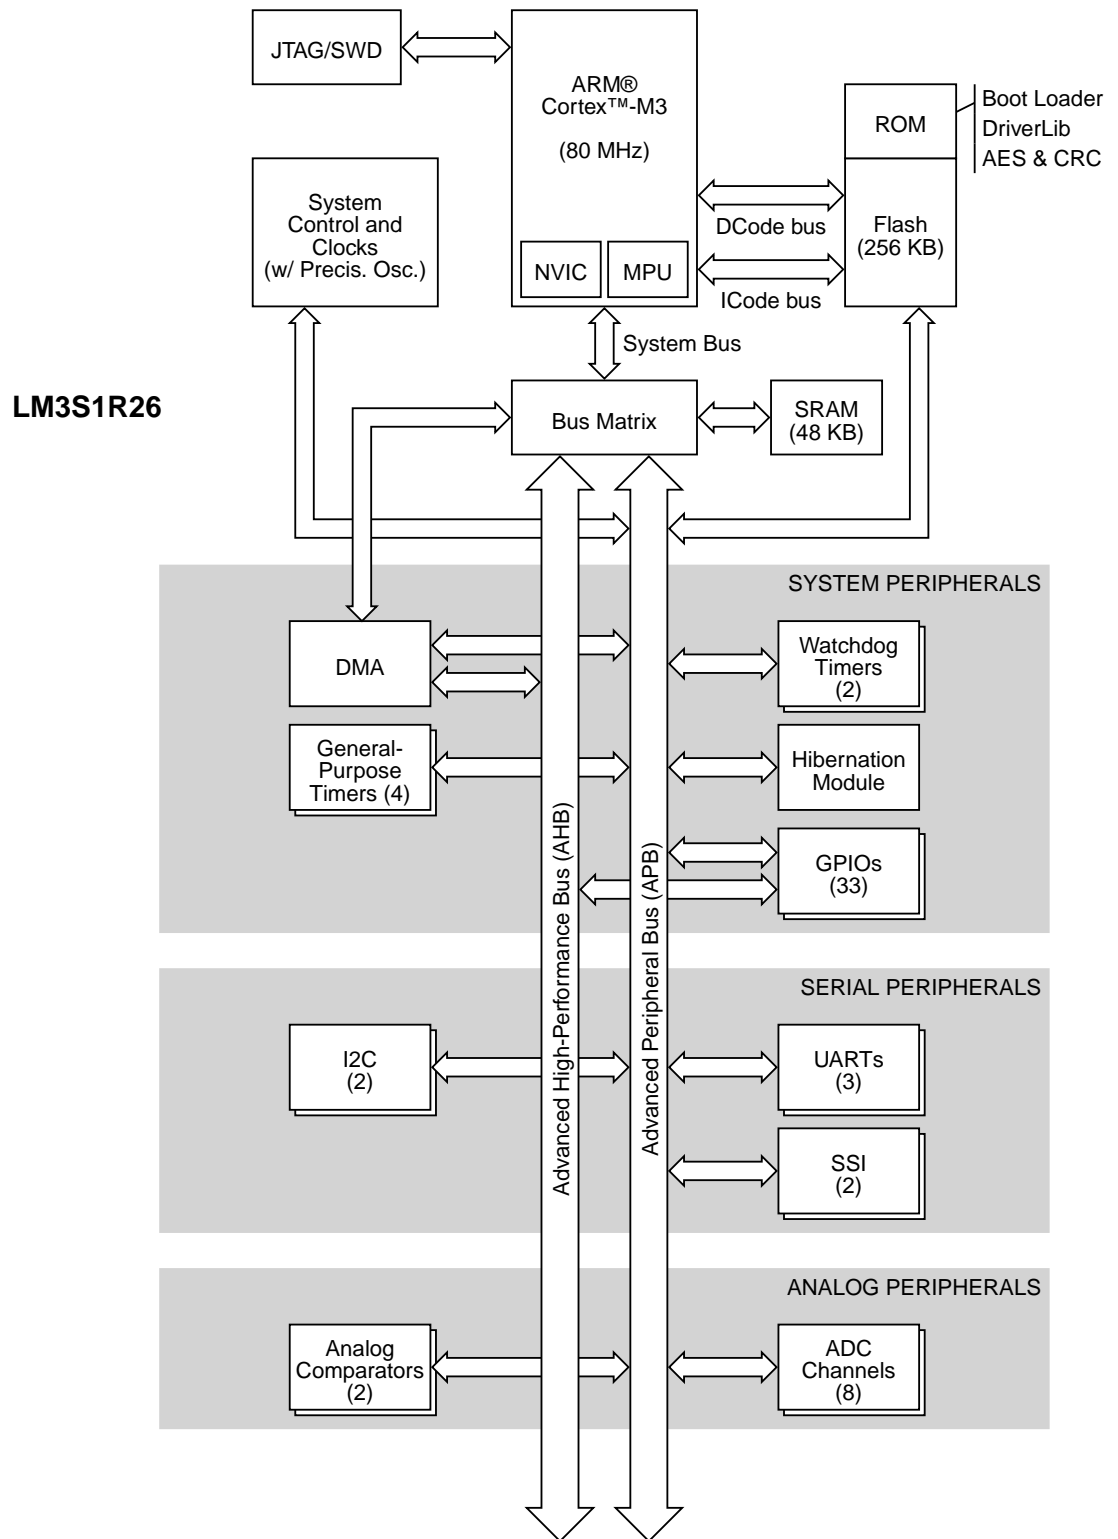 JTAG/SWD
ARM®
Cortex™-M3
(80 MHz)
NVIC
MPU
ROM
Boot Loader
DriverLib
AES & CRC
System
Control and
Clocks
(w/ Precis. Osc.)
DCode bus
Flash
(256 KB)
ICode bus
System Bus
LM3S1R26
Bus Matrix
SRAM
(48 KB)
SYSTEM PERIPHERALS
DMA
Watchdog
Timers
(2)
General-
Purpose
Timers (4)
Hibernation
Module
GPIOs
(33)
Advanced High-Performance Bus (AHB)
Advanced Peripheral Bus (APB)
SERIAL PERIPHERALS
I2C
(2)
UARTs
(3)
SSI
(2)
ANALOG PERIPHERALS
Analog
Comparators
(2)
ADC
Channels
(8)